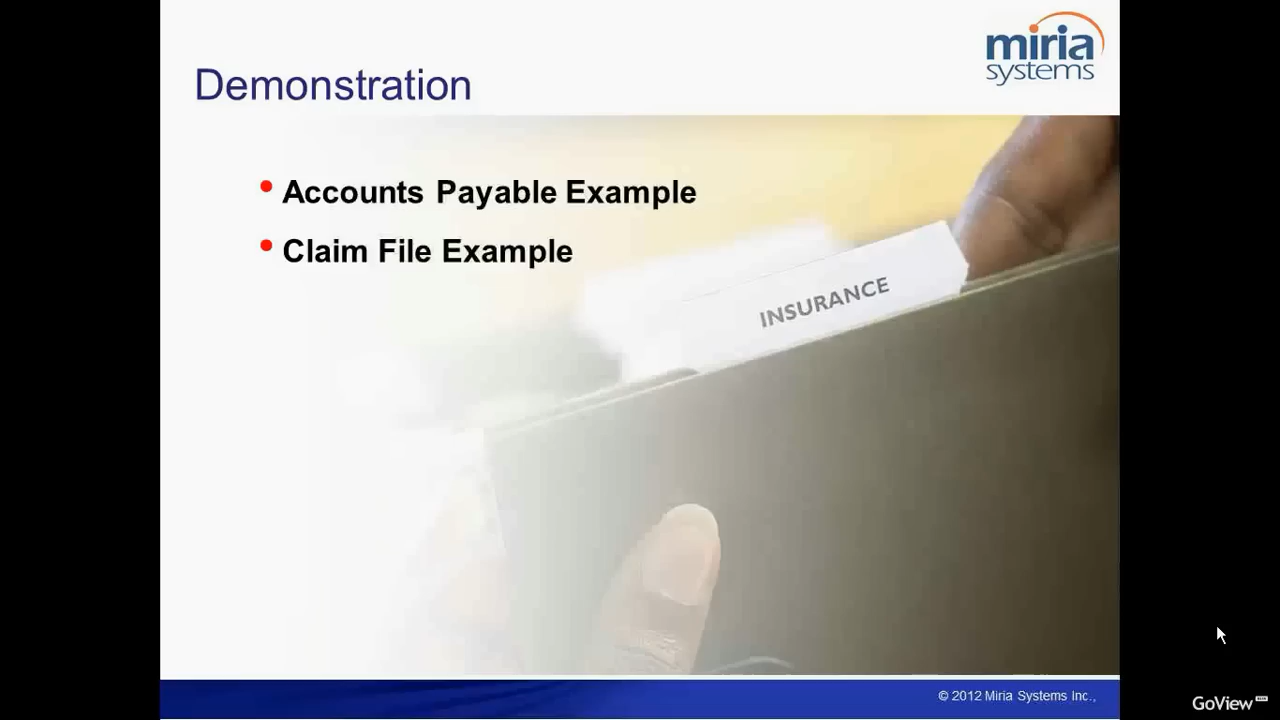 miria
systems
Demonstration
Accounts Payable Example
Claim File Example
INSURANCE
© 2012 Miria Systems Inc.,
GoView